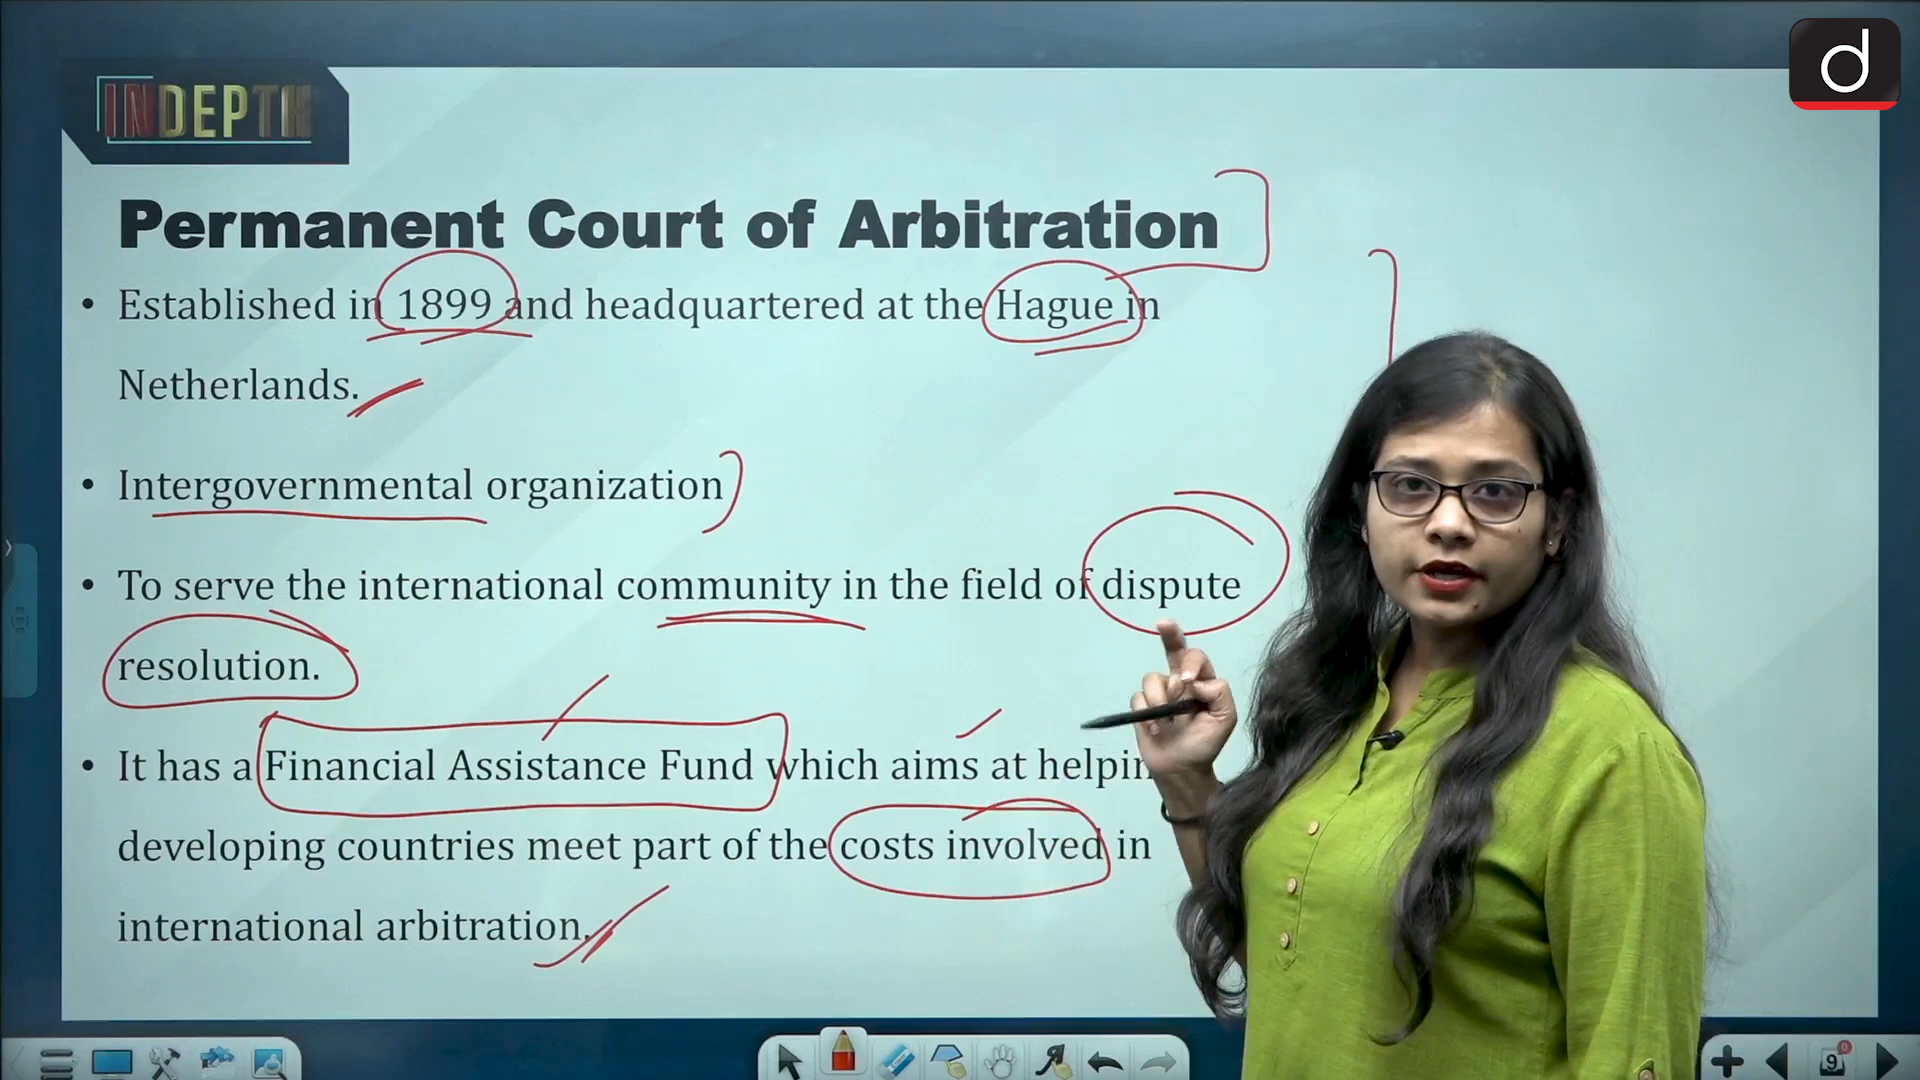 d
INDEPTH
Permanent Court of Arbitration
• Established in 1899 and headquartered at the Hague in
Netherlands.
• Intergovernmental organization
• To serve the international community in the field of dispute
resolution.
• It has a Financial Assistance Fund which aims at helpin
developing countries meet part of the costs involved in
international arbitration.
9
0